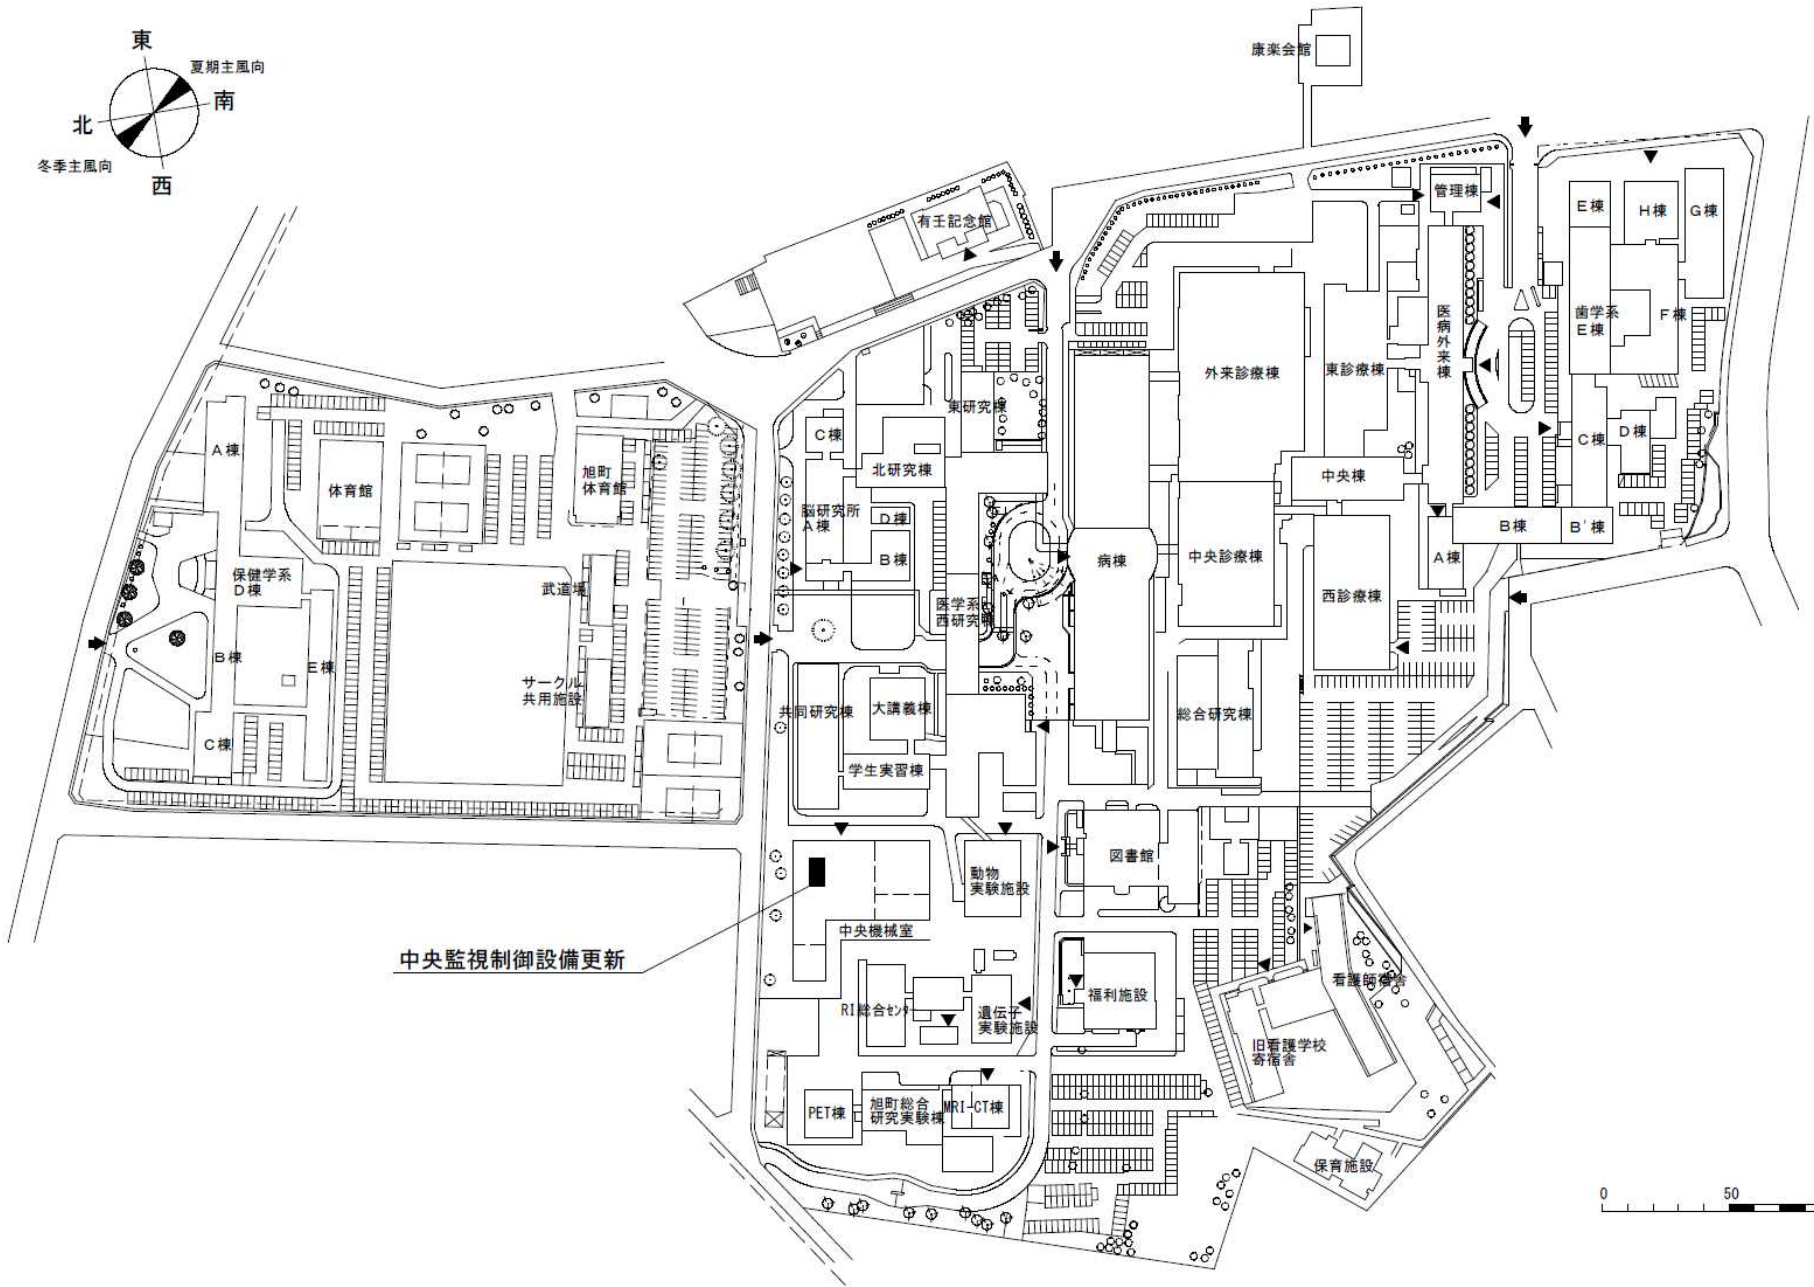 東
夏期主風向
南
北
冬季主風向
西
康楽会館
管理棟
有壬記念館
E棟
H棟
G棟
医病外来棟
歯学系
E棟
F棟
外来診療棟
東診療棟
東研究棟
C棟
北研究棟
A棟
体育館
旭町
体育館
脳研究所
A棟
D棟
B棟
中央棟
C棟
D棟
B棟
B'棟
A棟
病棟
中央診療棟
西診療棟
保健学系
D棟
武道場
医学系
西研究棟
B棟
E棟
サークル
共用施設
共同研究棟
大講義棟
総合研究棟
C棟
学生実習棟
図書館
動物
実験施設
中央機械室
中央監視制御設備更新
看護師宿舎
福利施設
RI総合センター
遺伝子
実験施設
旧看護学校
寄宿舎
PET棟
旭町総合
研究実験棟
MRI-CT棟
保育施設
0
50